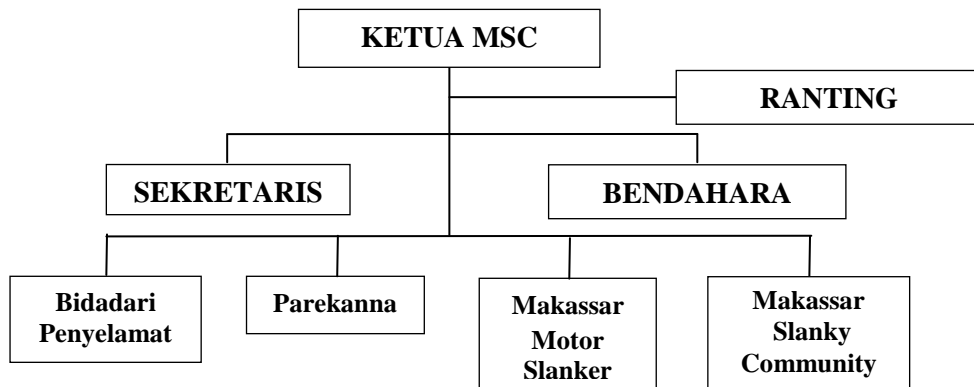 KETUA MSC
RANTING
SEKRETARIS
BENDAHARA
Bidadari
Penyelamat
Parekanna
Makassar
Motor
Slanker
Makassar
Slanky
Community